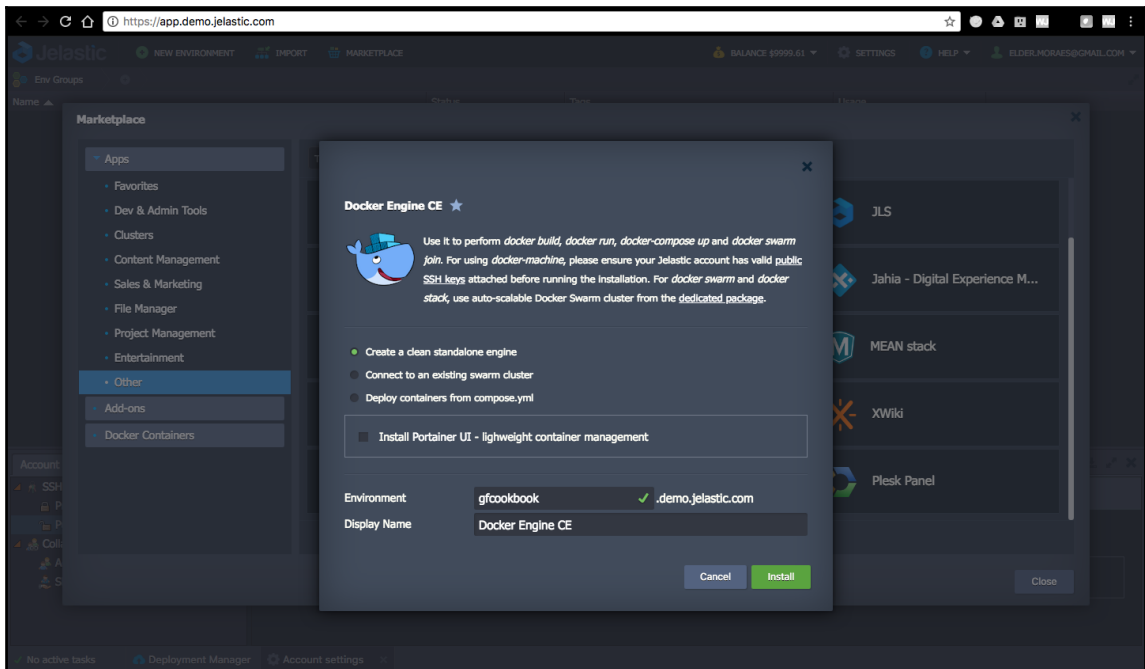 https://app.demo.jelastic.com
Jelastic
NEW ENVIRONMENT
IMPORT
MARKETPLACE
BALANCE $9999.61
SETTINGS
HELP
ELDER.MORAES@GMAIL.COM
Env Groups
Name
Status
Tags
Usage
Marketplace
Apps
Favorites
Dev & Admin Tools
Clusters
Content Management
Sales & Marketing
File Manager
Project Management
Entertainment
Other
Add-ons
Docker Containers
Docker Engine CE
Use it to perform docker build, docker run, docker-compose up and docker swarm
join. For using docker-machine, please ensure your Jelastic account has valid public
SSH keys attached before running the installation. For docker swarm and docker
stack, use auto-scalable Docker Swarm cluster from the dedicated package.
Create a clean standalone engine
Connect to an existing swarm cluster
Deploy containers from compose.yml
Install Portainer UI - lighweight container management
Environment
gfcookbook
.demo.jelastic.com
Display Name
Docker Engine CE
Cancel
Install
JLS
Jahia - Digital Experience M...
MEAN stack
XWiki
Plesk Panel
Close
Account
SSH
P
P
Coll
A
S
No active tasks
Deployment Manager
Account settings